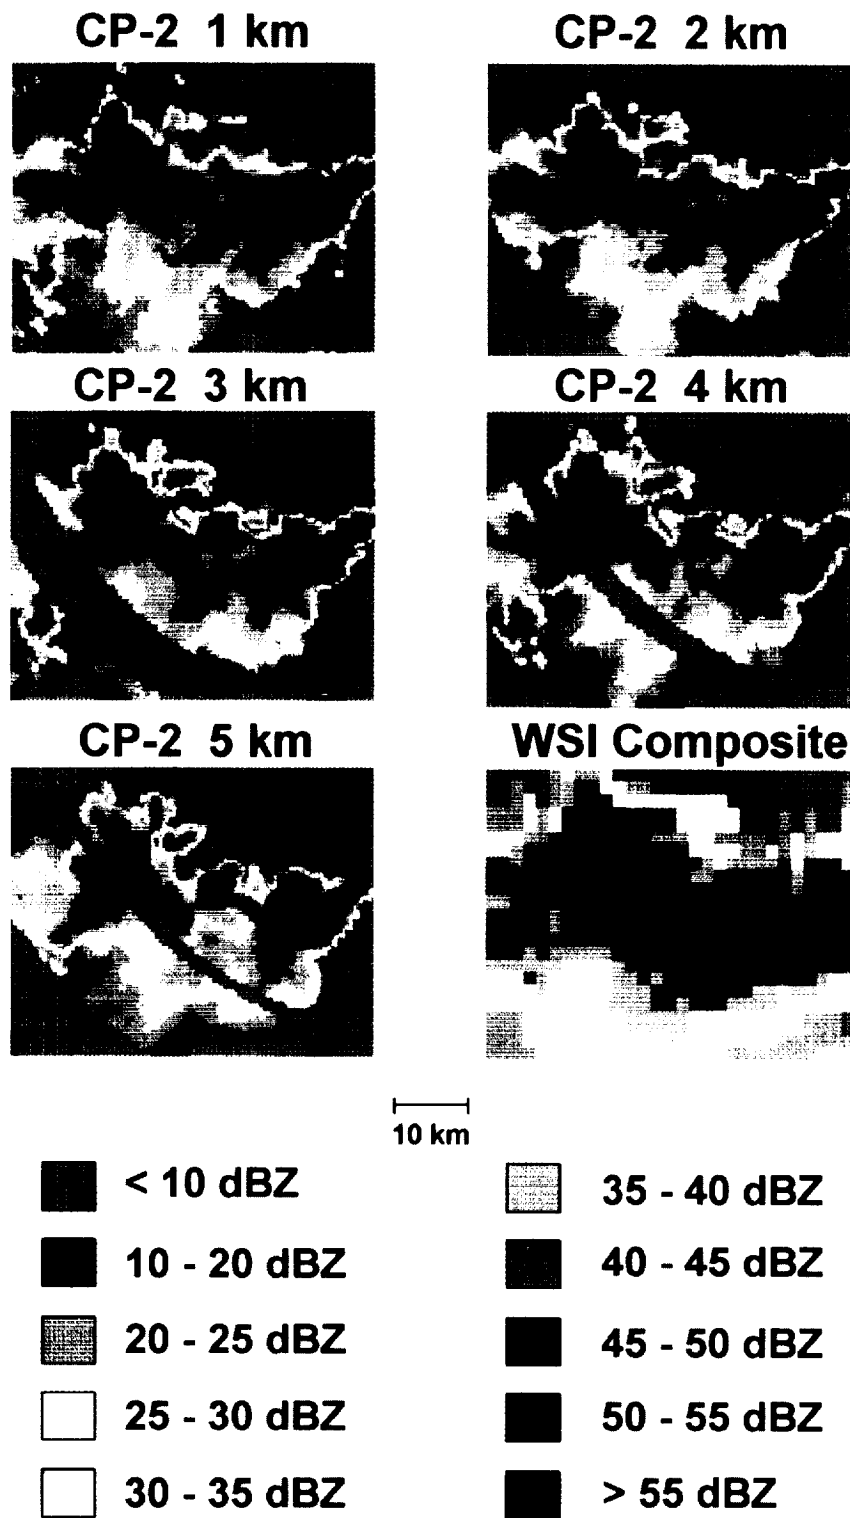 CP-2 1 km
CP-2 2 km
CP-2 3 km
CP-2 4 km
CP-2 5 km
WSI Composite
10 km
< 10 dBZ
10 - 20 dBZ
20 - 25 dBZ
25 - 30 dBZ
30 - 35 dBZ
35 - 40 dBZ
40 - 45 dBZ
45 - 50 dBZ
50 - 55 dBZ
> 55 dBZ